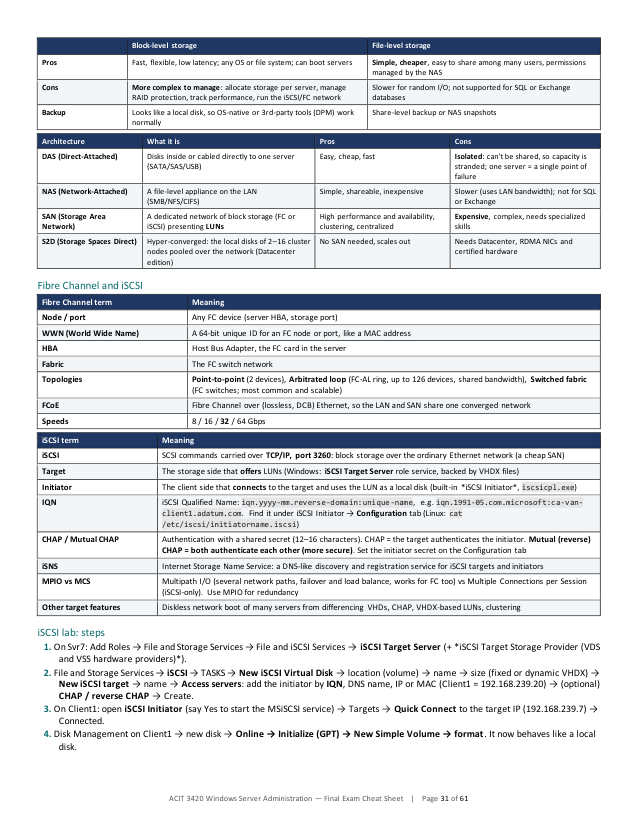 Block-level storage File-level storage
Pros Fast, flexible, low latency; any OS or file system; can boot servers Simple, cheaper, easy to share among many users, permissions
managed by the NAS
Cons More complex to manage: allocate storage per server, manage Slower for random I/O; not supported for SQL or Exchange
RAID protection, track performance, run the iSCSI/FC network databases
Backup Looks like a local disk, so OS-native or 3rd-party tools (DPM) work Share-level backup or NAS snapshots
normally
Architecture What it is Pros Cons
DAS (Direct-Attached) Disks inside or cabled directly to one server Easy, cheap, fast Isolated: can't be shared, so capacity is
(SATA/SAS/USB) stranded; one server = a single point of
failure
NAS (Network-Attached) A file-level appliance on the LAN Simple, shareable, inexpensive Slower (uses LAN bandwidth); not for SQL
(SMB/NFS/CIFS) or Exchange
SAN (Storage Area A dedicated network of block storage (FC or High performance and availability, Expensive, complex, needs specialized
Network) iSCSI) presenting LUNs clustering, centralized skills
S2D (Storage Spaces Direct) Hyper-converged: the local disks of 2–16 cluster No SAN needed, scales out Needs Datacenter, RDMA NICs and
nodes pooled over the network (Datacenter certified hardware
edition)
Fibre Channel and iSCSI
Fibre Channel term Meaning
Node / port Any FC device (server HBA, storage port)
WWN (World Wide Name) A 64-bit unique ID for an FC node or port, like a MAC address
HBA Host Bus Adapter, the FC card in the server
Fabric The FC switch network
Topologies Point-to-point (2 devices), Arbitrated loop (FC-AL ring, up to 126 devices, shared bandwidth), Switched fabric
(FC switches; most common and scalable)
FCoE Fibre Channel over (lossless, DCB) Ethernet, so the LAN and SAN share one converged network
Speeds 8 / 16 / 32 / 64 Gbps
iSCSI term Meaning
iSCSI SCSI commands carried over TCP/IP, port 3260: block storage over the ordinary Ethernet network (a cheap SAN)
Target The storage side that offers LUNs (Windows: iSCSI Target Server role service, backed by VHDX files)
Initiator The client side that connects to the target and uses the LUN as a local disk (built-in *iSCSI Initiator*, iscsicpl.exe)
IQN iSCSI Qualified Name: iqn.yyyy-mm.reverse-domain:unique-name, e.g. iqn.1991-05.com.microsoft:ca-van-
client1.adatum.com. Find it under iSCSI Initiator → Configuration tab (Linux: cat
/etc/iscsi/initiatorname.iscsi)
CHAP / Mutual CHAP Authentication with a shared secret (12–16 characters). CHAP = the target authenticates the initiator. Mutual (reverse)
CHAP = both authenticate each other (more secure). Set the initiator secret on the Configuration tab
iSNS Internet Storage Name Service: a DNS-like discovery and registration service for iSCSI targets and initiators
MPIO vs MCS Multipath I/O (several network paths, failover and load balance, works for FC too) vs Multiple Connections per Session
(iSCSI-only). Use MPIO for redundancy
Other target features Diskless network boot of many servers from differencing VHDs, CHAP, VHDX-based LUNs, clustering
iSCSI lab: steps
1. On Svr7: Add Roles → File and Storage Services → File and iSCSI Services → iSCSI Target Server (+ *iSCSI Target Storage Provider (VDS
and VSS hardware providers)*).
2. File and Storage Services → iSCSI → TASKS → New iSCSI Virtual Disk → location (volume) → name → size (fixed or dynamic VHDX) →
New iSCSI target → name → Access servers: add the initiator by IQN, DNS name, IP or MAC (Client1 = 192.168.239.20) → (optional)
CHAP / reverse CHAP → Create.
3. On Client1: open iSCSI Initiator (say Yes to start the MSiSCSI service) → Targets → Quick Connect to the target IP (192.168.239.7) →
Connected.
4. Disk Management on Client1 → new disk → Online → Initialize (GPT) → New Simple Volume → format. It now behaves like a local
disk.
ACIT 3420 Windows Server Administration — Final Exam Cheat Sheet | Page 31 of 61